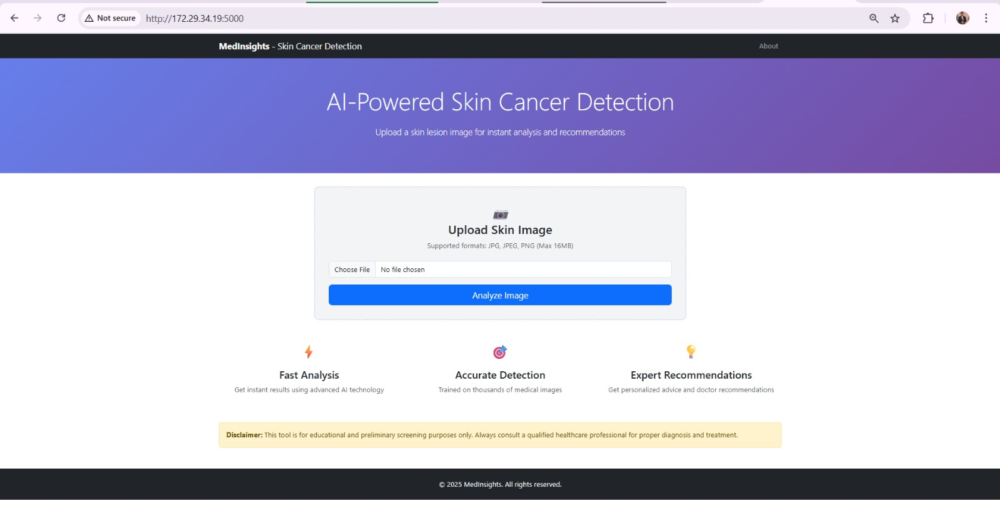 Not secure http://172.29.34.19:5000
MedInsights - Skin Cancer Detection About
AI-Powered Skin Cancer Detection
Upload a skin lesion image for instant analysis and recommendations
Upload Skin Image
Supported formats: JPG, JPEG, PNG (Max 16MB)
Choose File No file chosen
Analyze Image
Fast Analysis
Get instant results using advanced AI technology
Accurate Detection
Trained on thousands of medical images
Expert Recommendations
Get personalized advice and doctor recommendations
Disclaimer: This tool is for educational and preliminary screening purposes only. Always consult a qualified healthcare professional for proper diagnosis and treatment.
© 2025 MedInsights. All rights reserved.